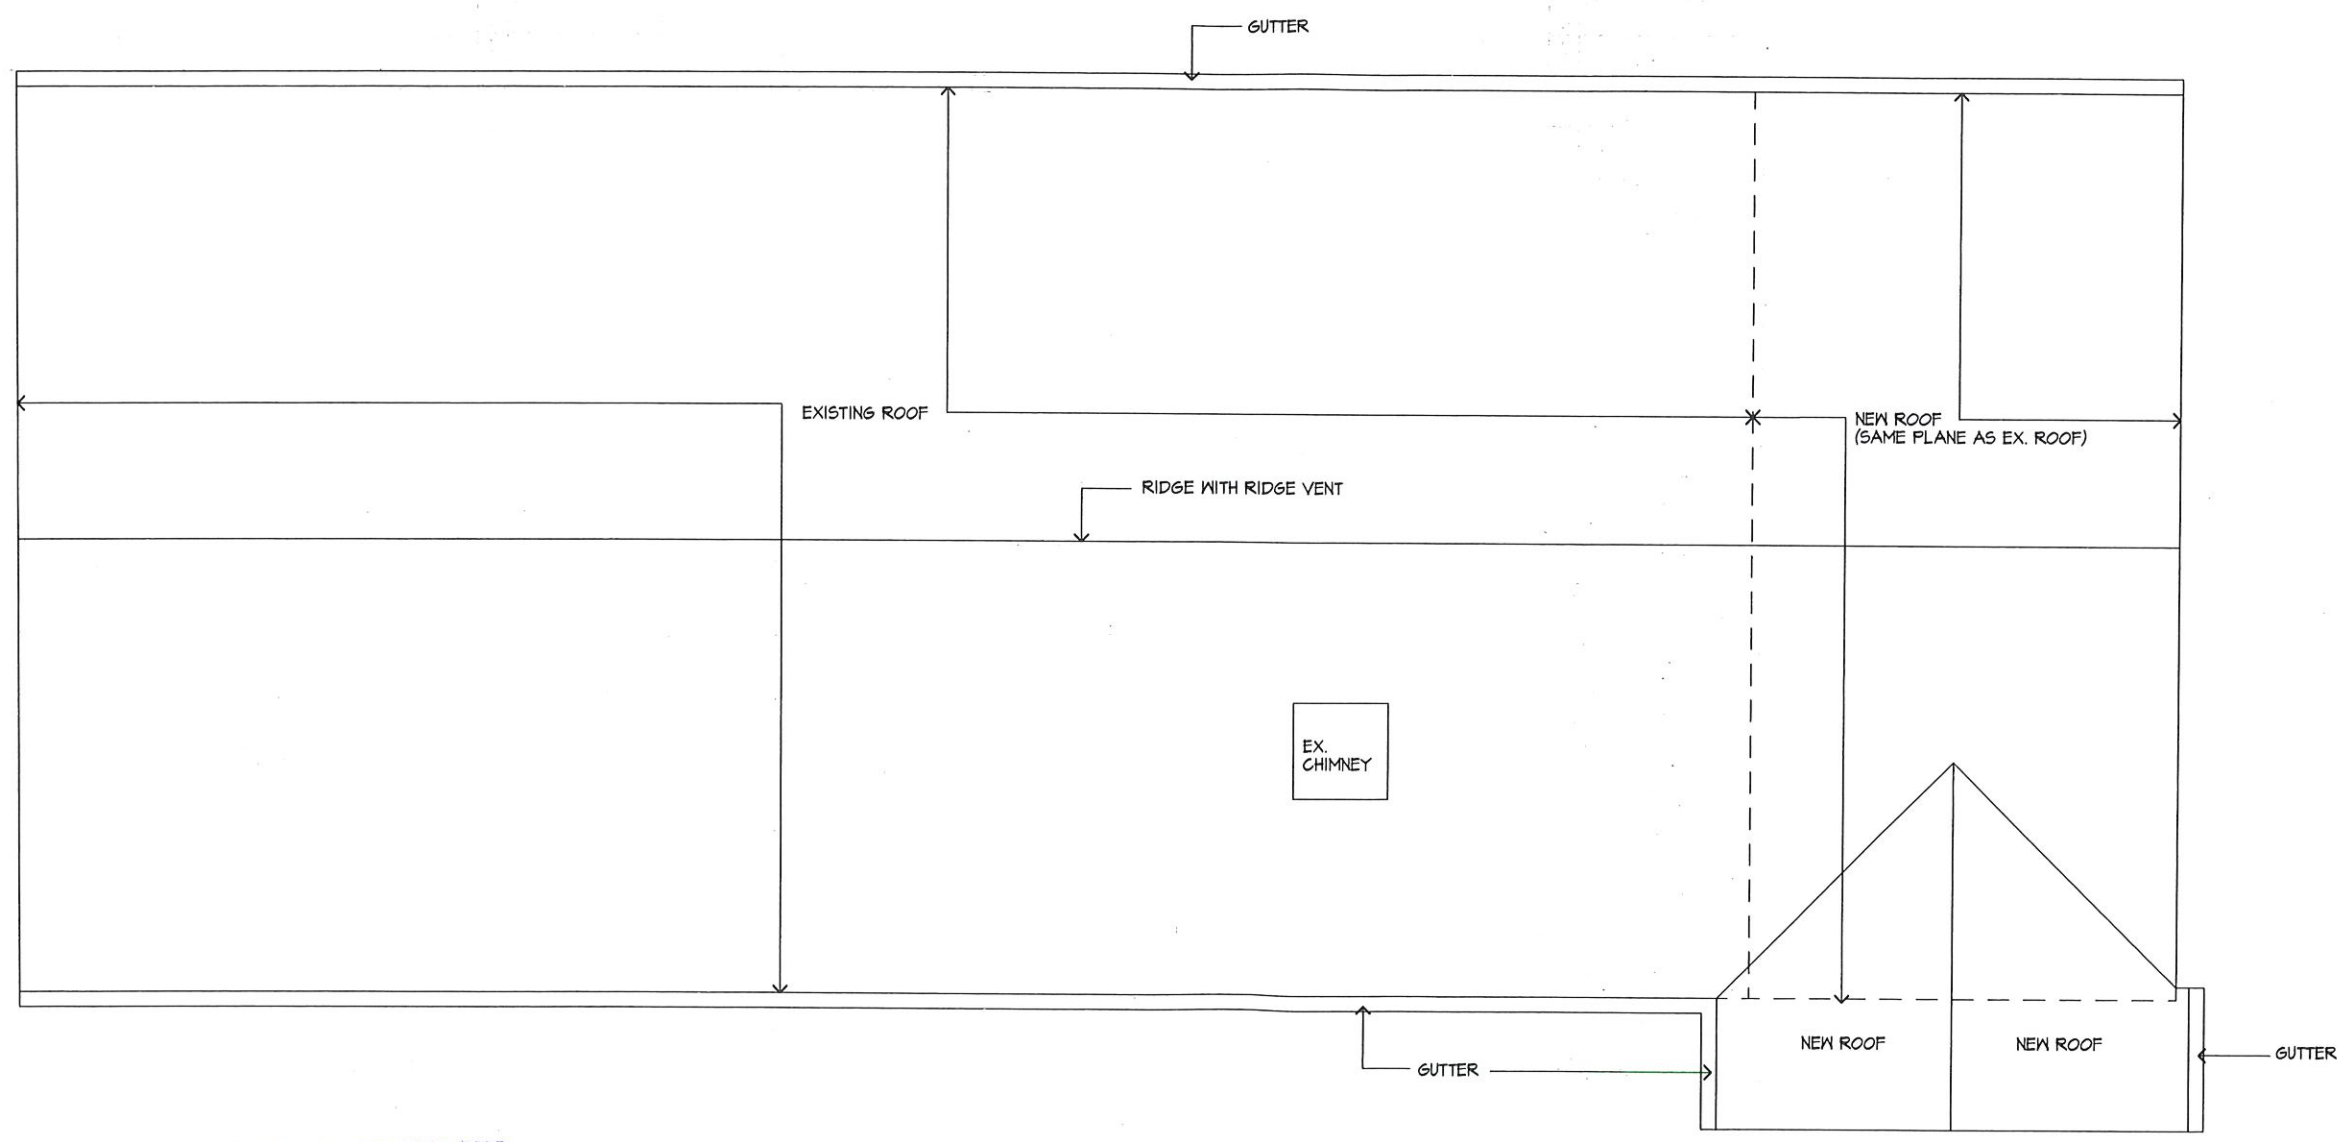 GUTTER
EXISTING ROOF
NEW ROOF
(SAME PLANE AS EX. ROOF)
RIDGE WITH RIDGE VENT
EX.
CHIMNEY
NEW ROOF
NEW ROOF
GUTTER
GUTTER